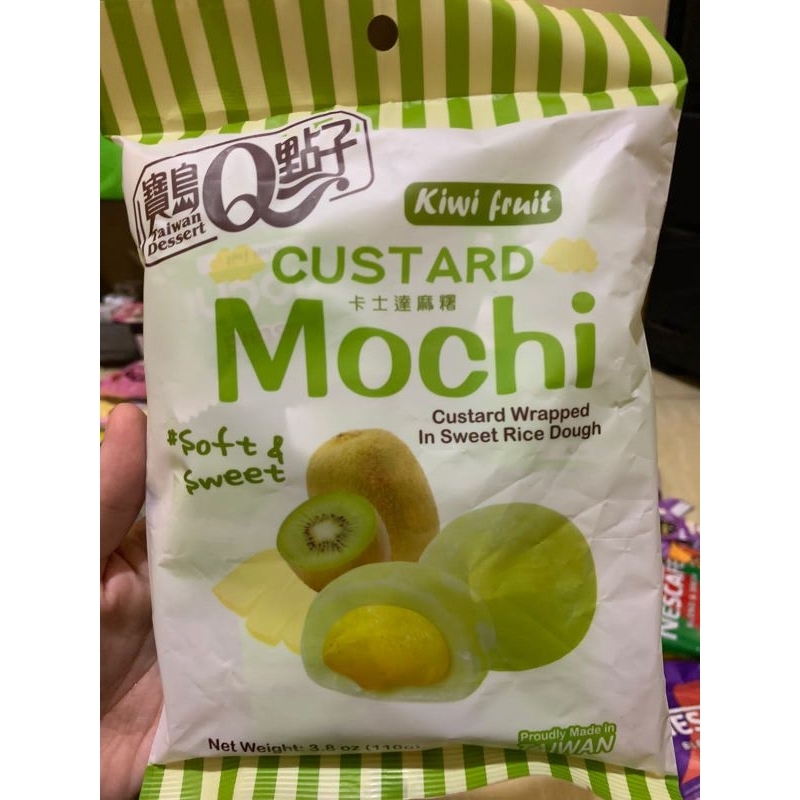 寶島Q點子
Taiwan
Dessert
Kiwi fruit
CUSTARD
卡士達麻糬
Mochi
Custard Wrapped
In Sweet Rice Dough
#Soft &
Sweet
Net Weight: 3.8 oz (110g)
Proudly Made in
TAIWAN
NESCAFÉ